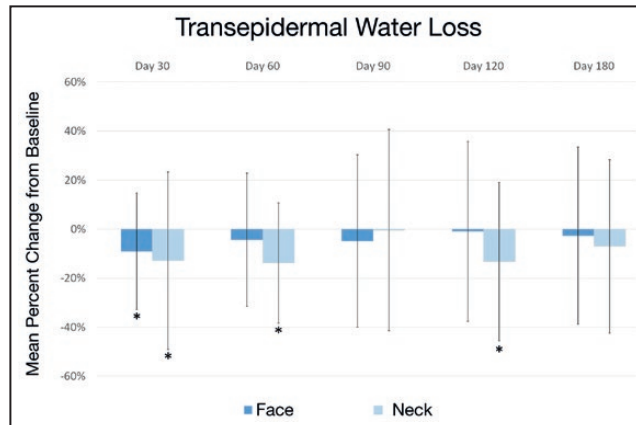 Transepidermal Water Loss
Mean Percent Change from Baseline
Day 30 Day 60 Day 90 Day 120 Day 180
60%
40%
20%
0%
-20%
-40%
-60%
* * * *
Face Neck